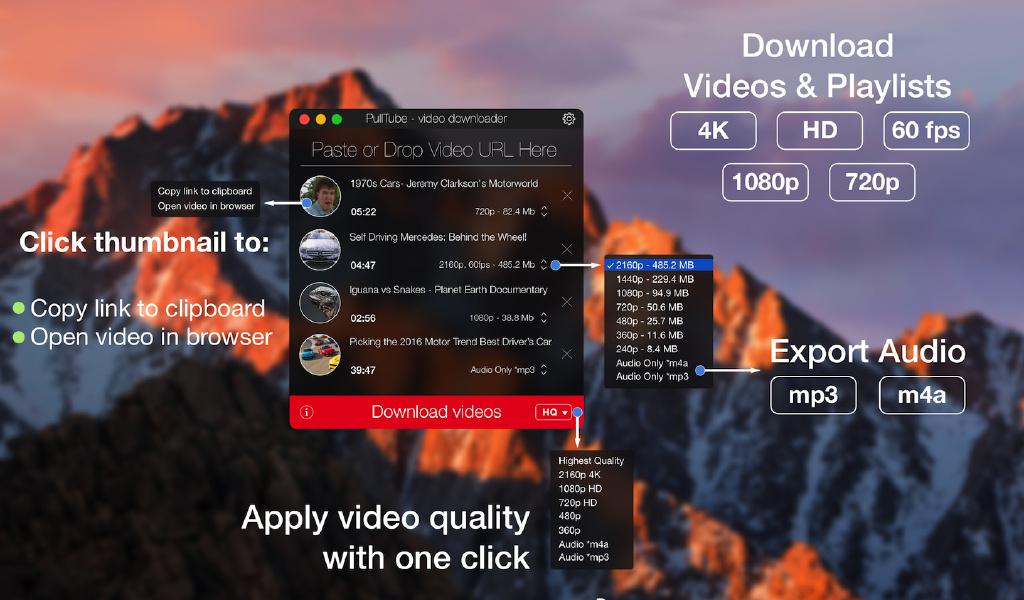 Download
Videos & Playlists
4K HD 60 fps
1080p 720p
PullTube - video downloader
Paste or Drop Video URL Here
1970s Cars- Jeremy Clarkson's Motorworld
05:22 720p - 82.4 Mb
Self Driving Mercedes: Behind the Wheel!
04:47 2160p, 60fps - 485.2 Mb
Iguana vs Snakes - Planet Earth Documentary
02:56 1080p - 38.8 Mb
Picking the 2016 Motor Trend Best Driver's Car
39:47 Audio Only *mp3
Download videos HQ
Copy link to clipboard
Open video in browser
Click thumbnail to:
Copy link to clipboard
Open video in browser
2160p - 485.2 MB
1440p - 229.4 MB
1080p - 94.9 MB
720p - 50.6 MB
480p - 25.7 MB
360p - 11.6 MB
240p - 8.4 MB
Audio Only *m4a
Audio Only *mp3
Export Audio
mp3 m4a
Highest Quality
2160p 4K
1080p HD
720p HD
480p
360p
Audio *m4a
Audio *mp3
Apply video quality
with one click